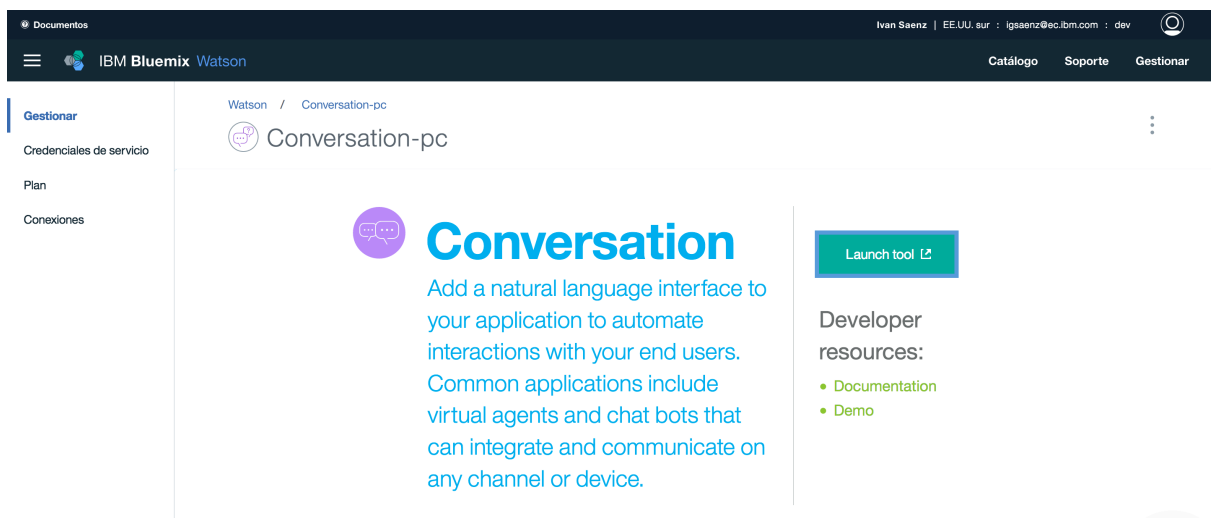 Documentos
Ivan Saenz | EE.UU. sur : igsaenz@ec.ibm.com : dev
IBM Bluemix Watson
Catálogo Soporte Gestionar
Gestionar
Credenciales de servicio
Plan
Conexiones
Watson / Conversation-pc
Conversation-pc
Conversation
Add a natural language interface to
your application to automate
interactions with your end users.
Common applications include
virtual agents and chat bots that
can integrate and communicate on
any channel or device.
Launch tool
Developer
resources:
• Documentation
• Demo